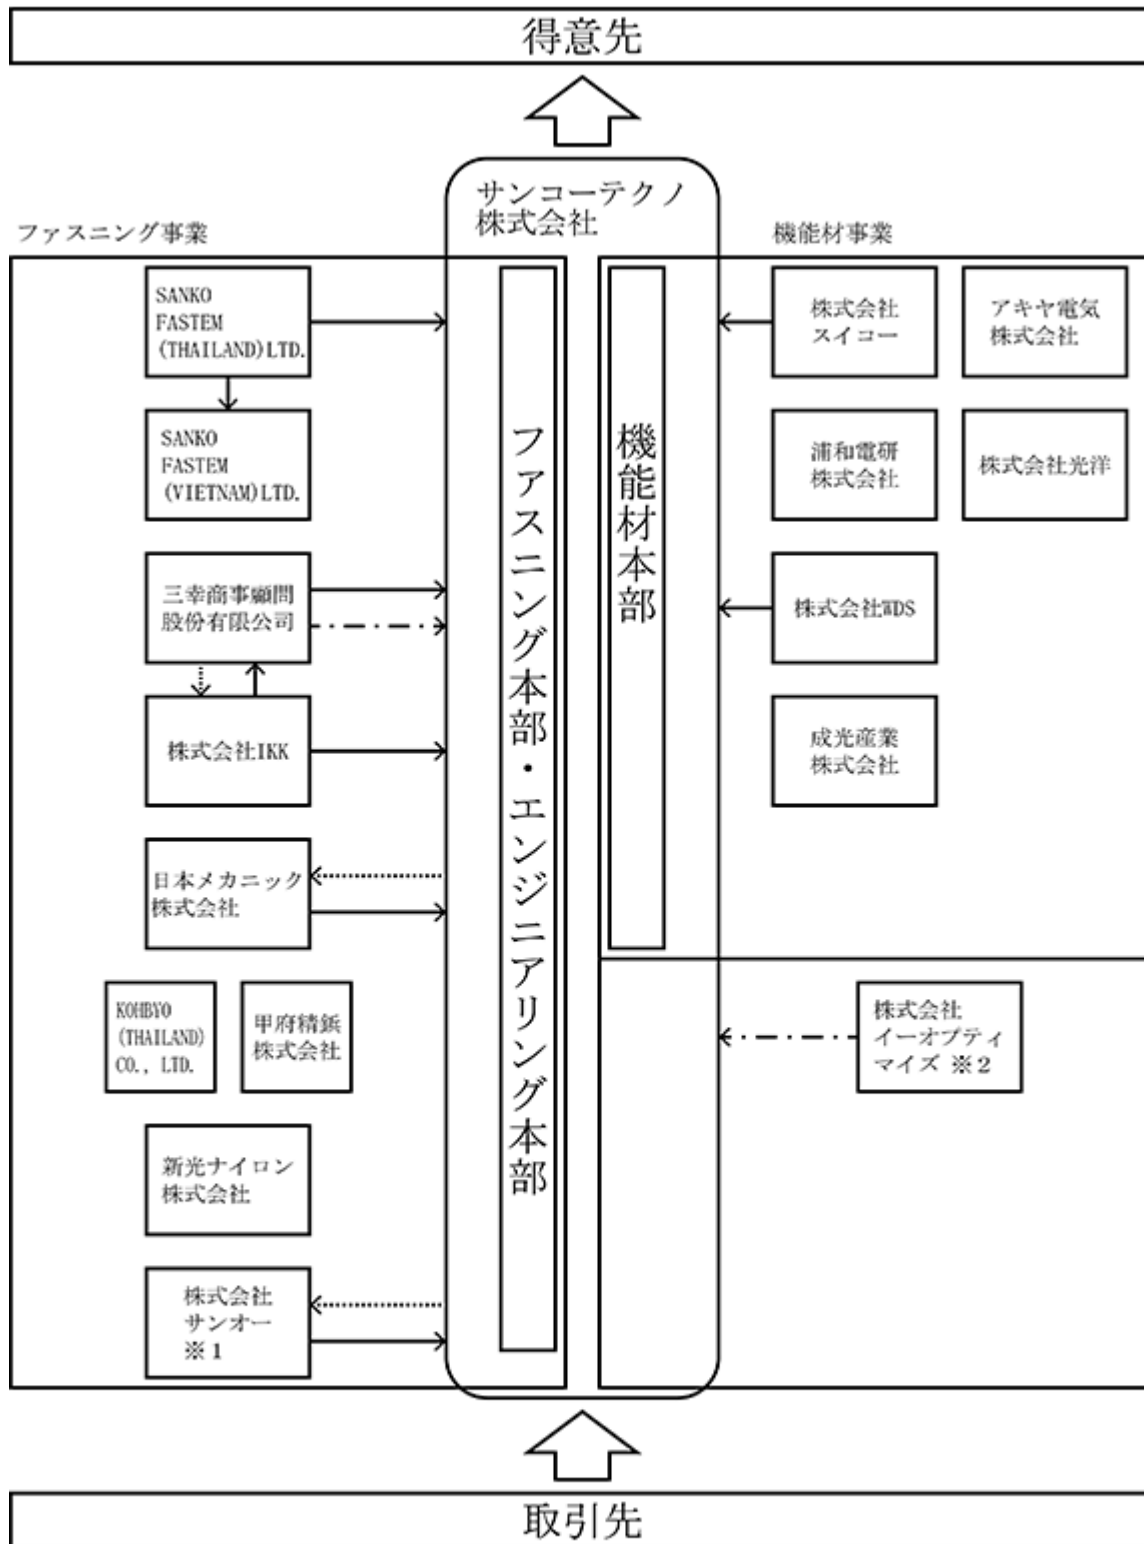 得意先
サンコーテクノ
株式会社
ファスニング事業
機能材事業
SANKO
FASTEM
(THAILAND)LTD.
SANKO
FASTEM
(VIETNAM)LTD.
三幸商事顧問
股份有限公司
株式会社IKK
日本メカニック
株式会社
KOHBYO
(THAILAND)
CO., LTD.
甲府精鋲
株式会社
新光ナイロン
株式会社
株式会社
サンオー
※1
ファスニング本部・エンジニアリング本部
機能材本部
株式会社
スイコー
アキヤ電気
株式会社
浦和電研
株式会社
株式会社光洋
株式会社WDS
成光産業
株式会社
株式会社
イーオプティ
マイズ ※2
取引先